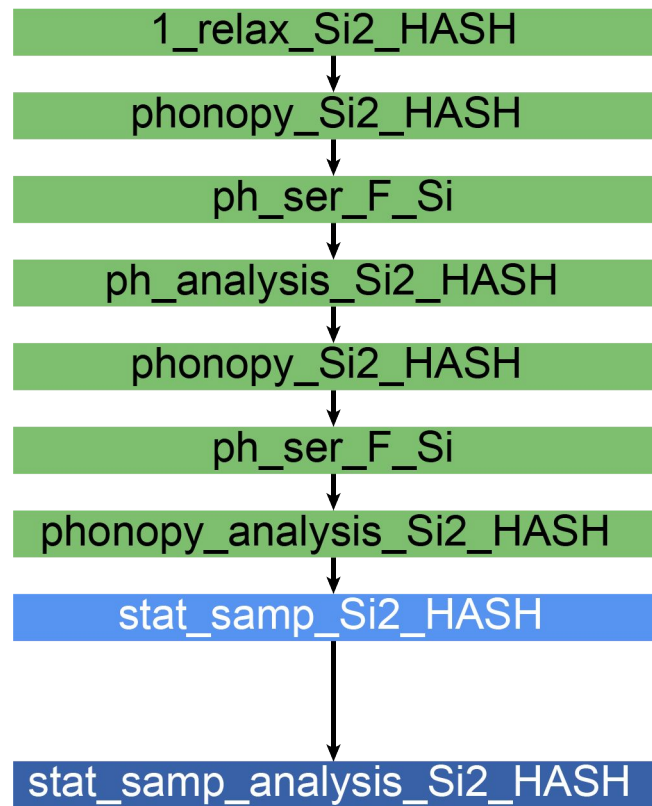 1_relax_Si2_HASH
phonopy_Si2_HASH
ph_ser_F_Si
ph_analysis_Si2_HASH
phonopy_Si2_HASH
ph_ser_F_Si
phonopy_analysis_Si2_HASH
stat_samp_Si2_HASH
stat_samp_analysis_Si2_HASH